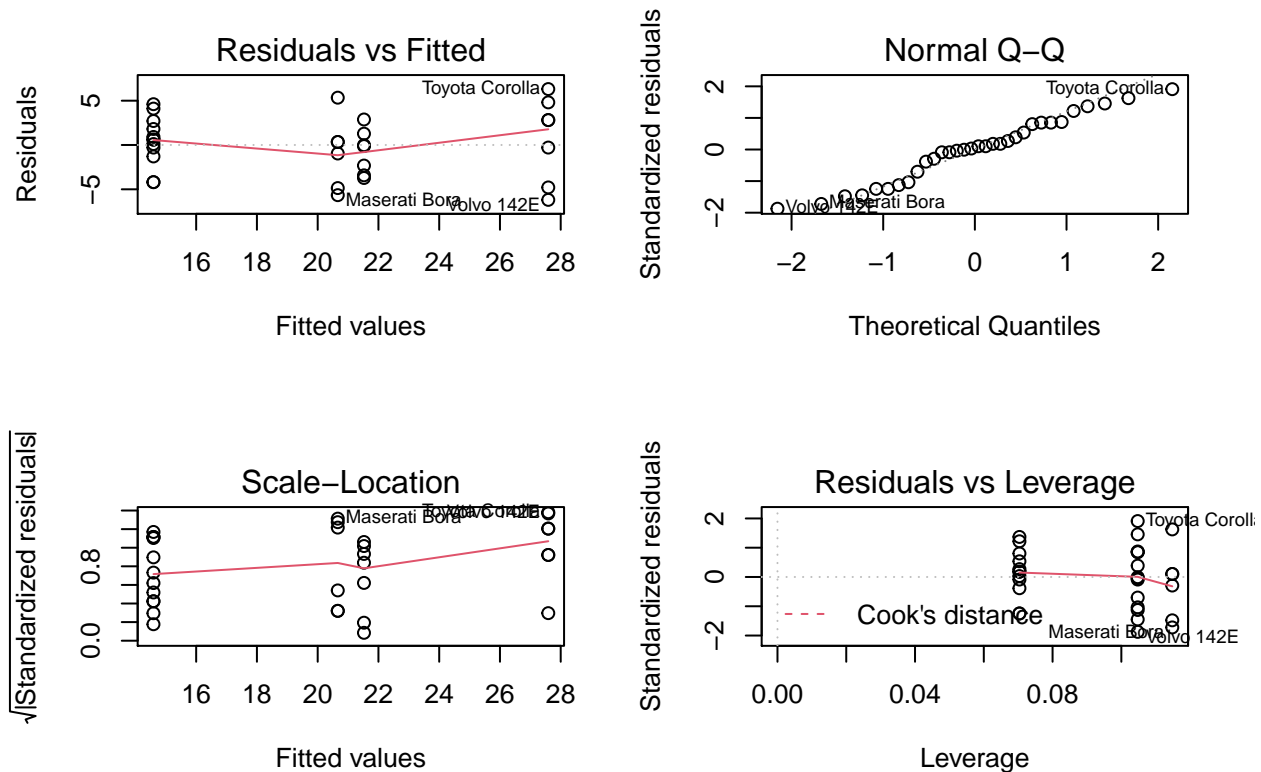 Residuals vs Fitted
Residuals
5
−5
Toyota Corolla
Maserati Bora
Volvo 142E
16 18 20 22 24 26 28
Fitted values
Normal Q−Q
Standardized residuals
2
0
−2
Toyota Corolla
Volvo 142E
Maserati Bora
−2 −1 0 1 2
Theoretical Quantiles
Scale−Location
√|Standardized residuals|
0.8
0.0
Maserati Bora
Toyota Corolla
Volvo 142E
16 18 20 22 24 26 28
Fitted values
Residuals vs Leverage
Standardized residuals
2
0
−2
Toyota Coroll
Cook's distance
Maserati Bora
Volvo 142E
0.00 0.04 0.08
Leverage